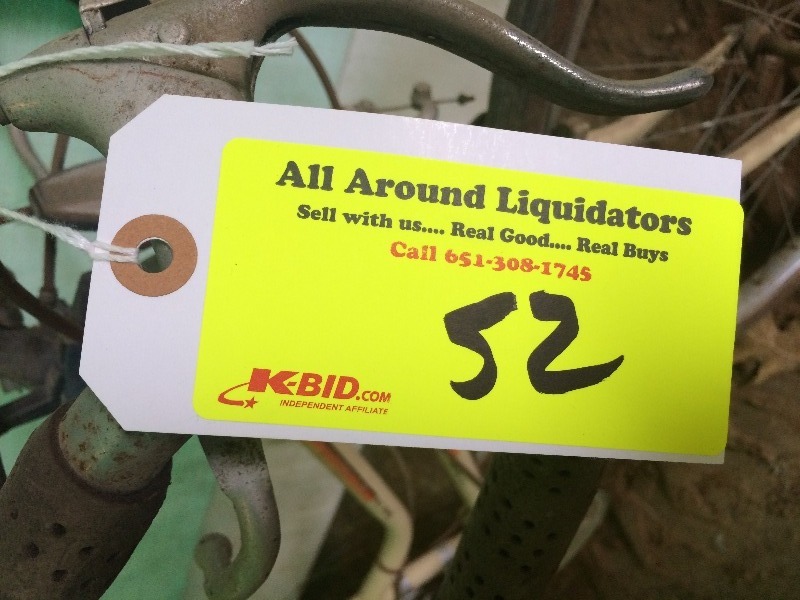 All Around Liquidators
Sell with us.... Real Good.... Real Buys
Call 651-308-1745
52
K-BID.COM
INDEPENDENT AFFILIATE